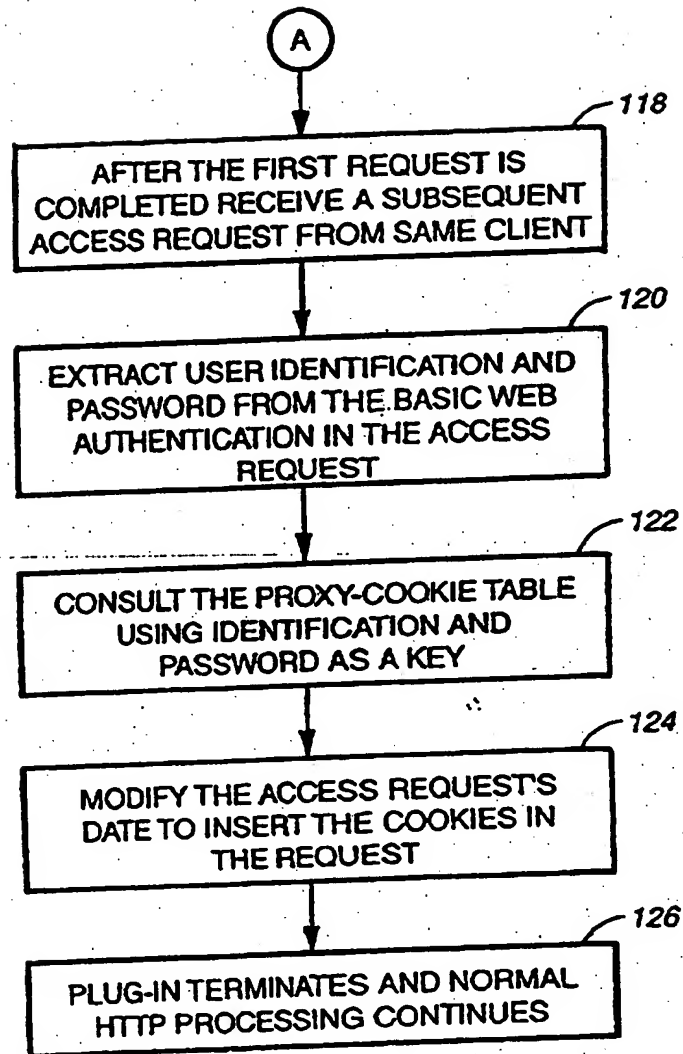 A
118
AFTER THE FIRST REQUEST IS
COMPLETED RECEIVE A SUBSEQUENT
ACCESS REQUEST FROM SAME CLIENT
120
EXTRACT USER IDENTIFICATION AND
PASSWORD FROM THE BASIC WEB
AUTHENTICATION IN THE ACCESS
REQUEST
122
CONSULT THE PROXY-COOKIE TABLE
USING IDENTIFICATION AND
PASSWORD AS A KEY
124
MODIFY THE ACCESS REQUEST'S
DATE TO INSERT THE COOKIES IN
THE REQUEST
126
PLUG-IN TERMINATES AND NORMAL
HTTP PROCESSING CONTINUES